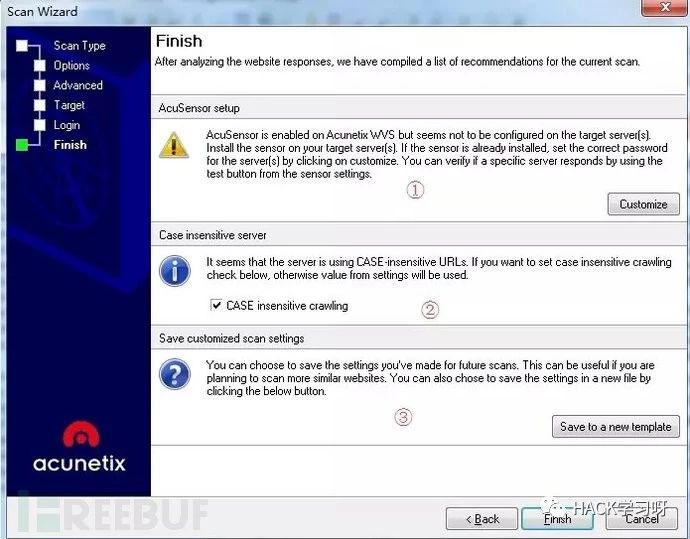 Scan Wizard
Scan Type
Options
Advanced
Target
Login
Finish
Finish
After analyzing the website responses, we have compiled a list of recommendations for the current scan.
AcuSensor setup
AcuSensor is enabled on Acunetix WVS but seems not to be configured on the target server(s).
Install the sensor on your target server(s). If the sensor is already installed, set the correct password
for the server(s) by clicking on customize. You can verify if a specific server responds by using the
test button from the sensor settings.
①
Customize
Case insensitive server
It seems that the server is using CASE-insensitive URLs. If you want to set case insensitive crawling
check below, otherwise value from settings will be used.
CASE insensitive crawling
②
Save customized scan settings
You can choose to save the settings you've made for future scans. This can be useful if you are
planning to scan more similar websites. You can also chose to save the settings in a new file by
clicking the below button.
③
Save to a new template
acunetix
FREEBUF
HACK学习呀
< Back
Finish
Cancel